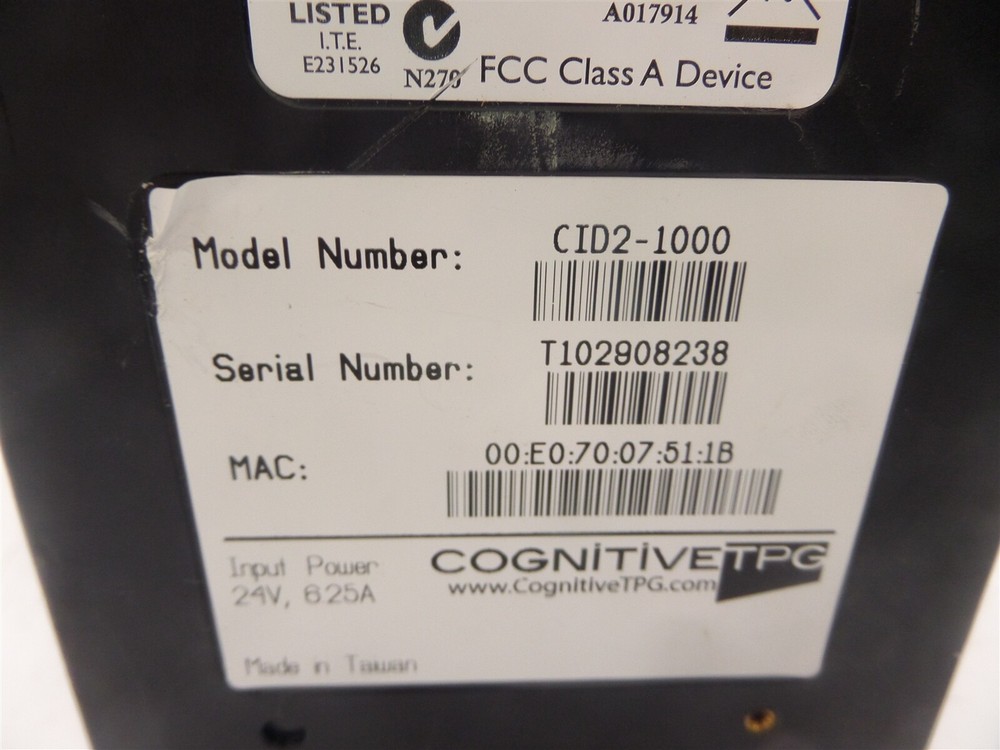 LISTED
I.T.E.
E231526
N279
A017914
FCC Class A Device
Model Number: CID2-1000
Serial Number: T102908238
MAC: 00:E0:70:07:51:1B
Input Power
24V, 6.25A
COGNITIVETPG
www.CognitiveTPG.com
Made in Taiwan